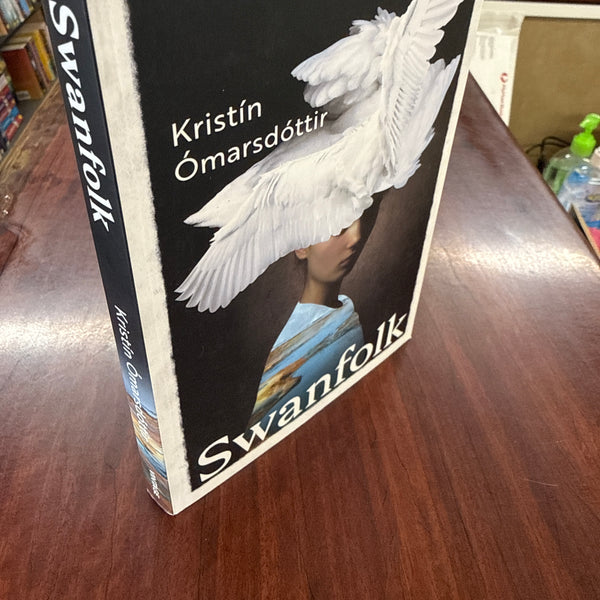 Swanfolk
Kristín Ómarsdóttir
Kristín
Ómarsdóttir
Swanfolk